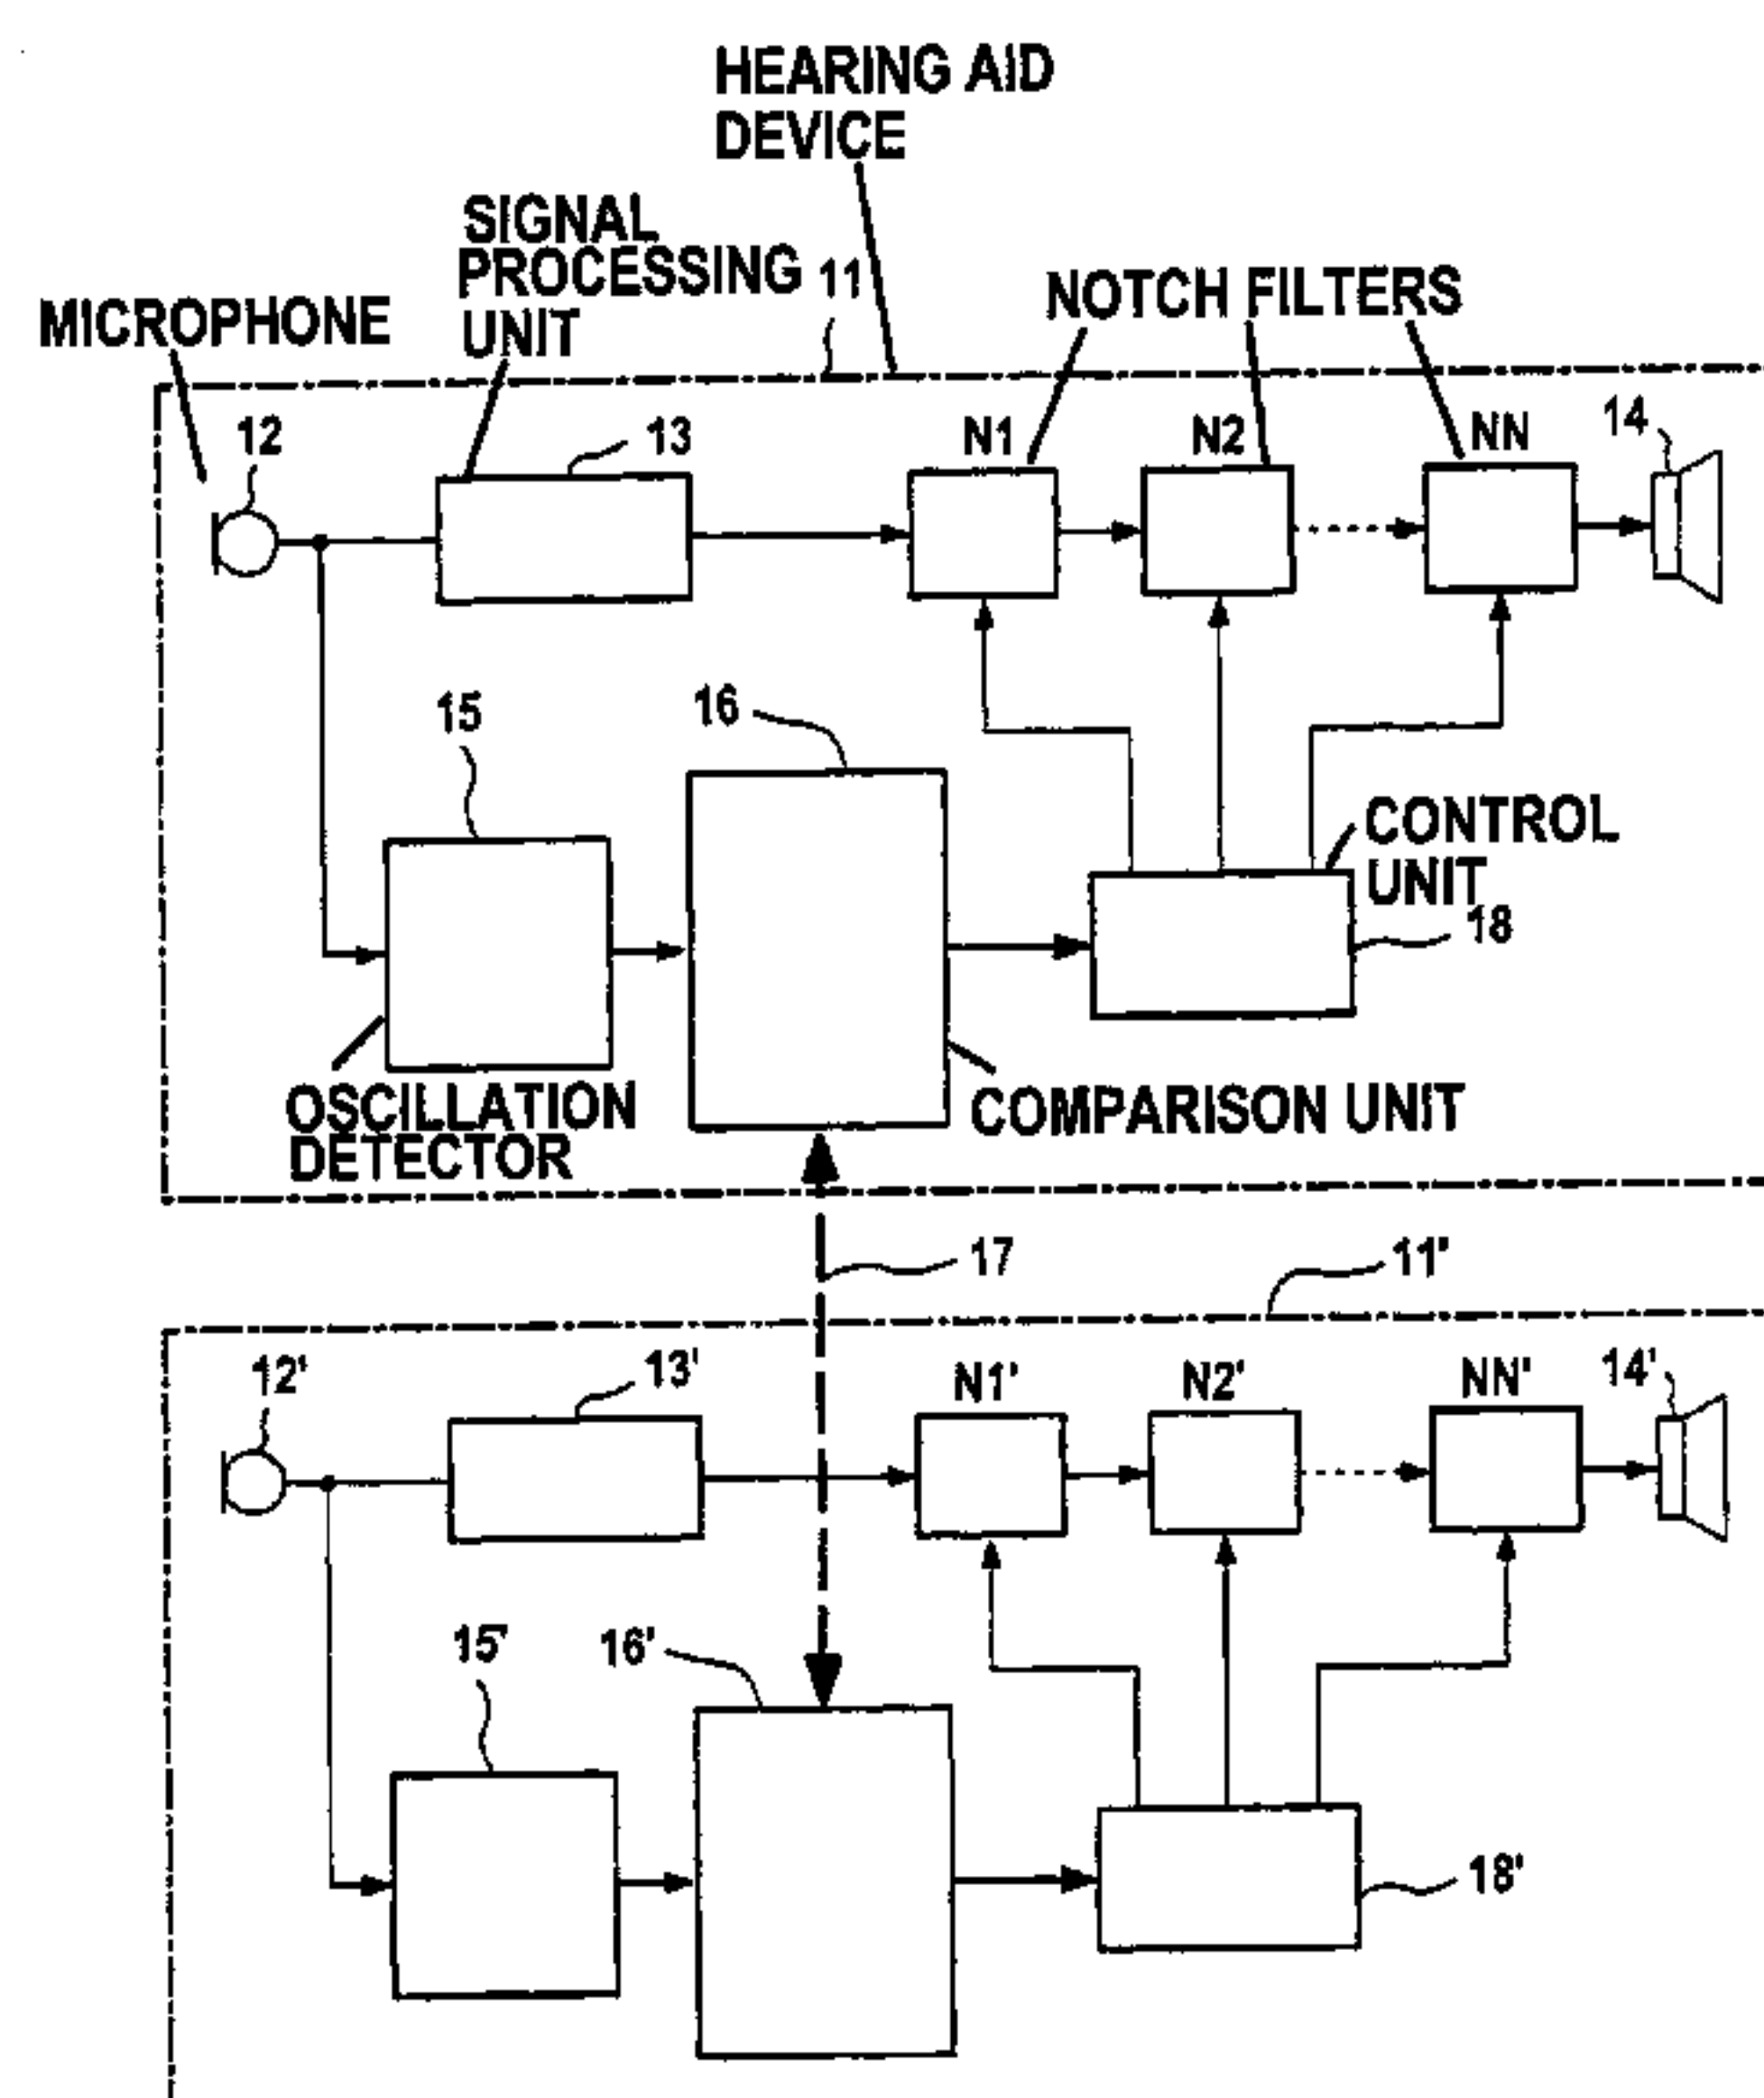 HEARING AID
DEVICE
SIGNAL
PROCESSING
UNIT
11
NOTCH FILTERS
MICROPHONE
12
13
N1
N2
NN
14
15
16
CONTROL
UNIT
18
OSCILLATION
DETECTOR
COMPARISON UNIT
17
11'
12'
13'
N1'
N2'
NN'
14'
15'
16'
18'